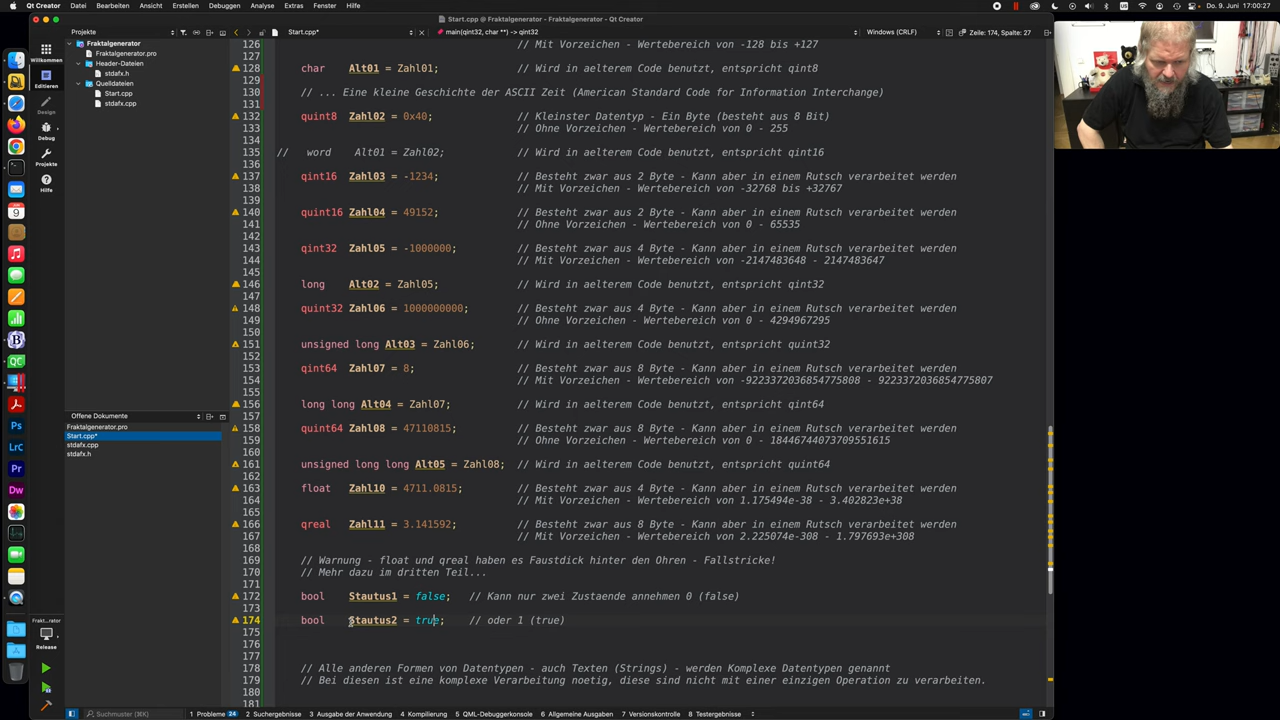 Qt Creator Datei Bearbeiten Ansicht Erstellen Debuggen Analyse Extras Fenster Hilfe Do. 9. Juni 17:00:27
Start.cpp @ Fraktalgenerator - Fraktalgenerator - Qt Creator
Projekte Start.cpp* main(qint32, char **) -> qint32 Windows (CRLF) Zeile: 174, Spalte: 27
Fraktalgenerator
Fraktalgenerator.pro
Header-Dateien
stdafx.h
Quelldateien
Start.cpp
stdafx.cpp
Willkommen
Editieren
Design
Debug
Projekte
Hilfe
126 // Mit Vorzeichen - Wertebereich von -128 bis +127
127
128 char Alt01 = Zahl01; // Wird in aelterem Code benutzt, entspricht qint8
129
130 // ... Eine kleine Geschichte der ASCII Zeit (American Standard Code for Information Interchange)
131
132 quint8 Zahl02 = 0x40; // Kleinster Datentyp - Ein Byte (besteht aus 8 Bit)
133 // Ohne Vorzeichen - Wertebereich von 0 - 255
134
135 // word Alt01 = Zahl02; // Wird in aelterem Code benutzt, entspricht qint16
136
137 qint16 Zahl03 = -1234; // Besteht zwar aus 2 Byte - Kann aber in einem Rutsch verarbeitet werden
138 // Mit Vorzeichen - Wertebereich von -32768 bis +32767
139
140 quint16 Zahl04 = 49152; // Besteht zwar aus 2 Byte - Kann aber in einem Rutsch verarbeitet werden
141 // Ohne Vorzeichen - Wertebereich von 0 - 65535
142
143 qint32 Zahl05 = -1000000; // Besteht zwar aus 4 Byte - Kann aber in einem Rutsch verarbeitet werden
144 // Mit Vorzeichen - Wertebereich von -2147483648 - 2147483647
145
146 long Alt02 = Zahl05; // Wird in aelterem Code benutzt, entspricht qint32
147
148 quint32 Zahl06 = 1000000000; // Besteht zwar aus 4 Byte - Kann aber in einem Rutsch verarbeitet werden
149 // Ohne Vorzeichen - Wertebereich von 0 - 4294967295
150
151 unsigned long Alt03 = Zahl06; // Wird in aelterem Code benutzt, entspricht quint32
152
153 qint64 Zahl07 = 8; // Besteht zwar aus 8 Byte - Kann aber in einem Rutsch verarbeitet werden
154 // Mit Vorzeichen - Wertebereich von -9223372036854775808 - 9223372036854775807
155
156 long long Alt04 = Zahl07; // Wird in aelterem Code benutzt, entspricht qint64
157
158 quint64 Zahl08 = 47110815; // Besteht zwar aus 8 Byte - Kann aber in einem Rutsch verarbeitet werden
159 // Ohne Vorzeichen - Wertebereich von 0 - 18446744073709551615
160
161 unsigned long long Alt05 = Zahl08; // Wird in aelterem Code benutzt, entspricht quint64
162
163 float Zahl10 = 4711.0815; // Besteht zwar aus 4 Byte - Kann aber in einem Rutsch verarbeitet werden
164 // Mit Vorzeichen - Wertebereich von 1.175494e-38 - 3.402823e+38
165
166 qreal Zahl11 = 3.141592; // Besteht zwar aus 8 Byte - Kann aber in einem Rutsch verarbeitet werden
167 // Mit Vorzeichen - Wertebereich von 2.225074e-308 - 1.797693e+308
168
169 // Warnung - float und qreal haben es Faustdick hinter den Ohren - Fallstricke!
170 // Mehr dazu im dritten Teil...
171
172 bool Stautus1 = false; // Kann nur zwei Zustaende annehmen 0 (false)
173
174 bool Stautus2 = true; // oder 1 (true)
175
176
177
178 // Alle anderen Formen von Datentypen - auch Texten (Strings) - werden Komplexe Datentypen genannt
179 // Bei diesen ist eine komplexe Verarbeitung noetig, diese sind nicht mit einer einzigen Operation zu verarbeiten.
180
181
Offene Dokumente
Fraktalgenerator.pro
Start.cpp*
stdafx.cpp
stdafx.h
Frakt...rator
Debug
Suchmuster (⌘K) 1 Probleme 24 2 Suchergebnisse 3 Ausgabe der Anwendung 4 Kompilierung 5 QML-Debuggerkonsole 6 Allgemeine Ausgaben 7 Versionskontrolle 8 Testergebnisse